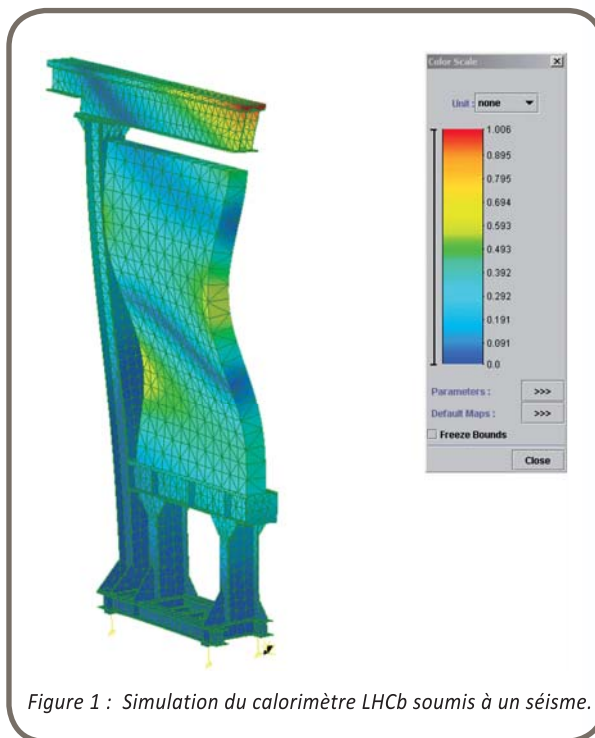 Color Scale
Unit : none
1.006
0.895
0.795
0.694
0.593
0.493
0.392
0.292
0.191
0.091
0.0
Parameters : >>>
Default Maps : >>>
Freeze Bounds
Close
Figure 1 : Simulation du calorimètre LHCb soumis à un séisme.